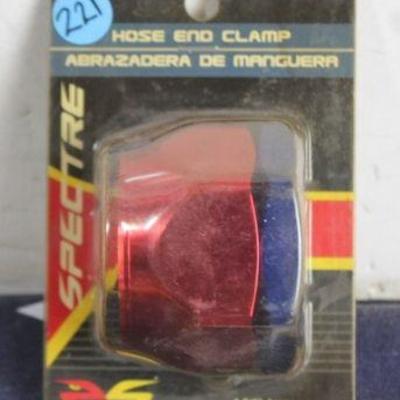 221
HOSE END CLAMP
ABRAZADERA DE MANGUERA
SPECTRE